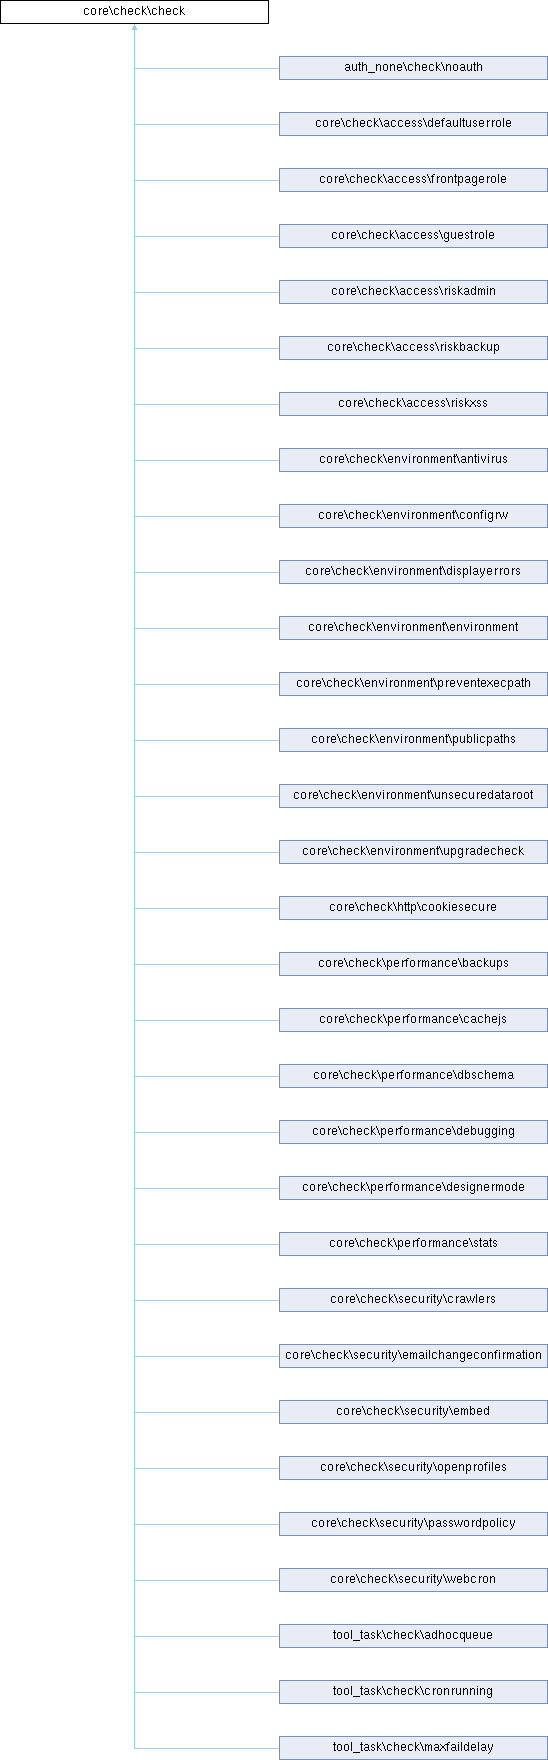 core\check\check
auth_none\check\noauth
core\check\access\defaultuserrole
core\check\access\frontpagerole
core\check\access\guestrole
core\check\access\riskadmin
core\check\access\riskbackup
core\check\access\riskxss
core\check\environment\antivirus
core\check\environment\configrw
core\check\environment\displayerrors
core\check\environment\environment
core\check\environment\preventexecpath
core\check\environment\publicpaths
core\check\environment\unsecuredataroot
core\check\environment\upgradecheck
core\check\http\cookiesecure
core\check\performance\backups
core\check\performance\cachejs
core\check\performance\dbschema
core\check\performance\debugging
core\check\performance\designermode
core\check\performance\stats
core\check\security\crawlers
core\check\security\emailchangeconfirmation
core\check\security\embed
core\check\security\openprofiles
core\check\security\passwordpolicy
core\check\security\webcron
tool_task\check\adhocqueue
tool_task\check\cronrunning
tool_task\check\maxfaildelay